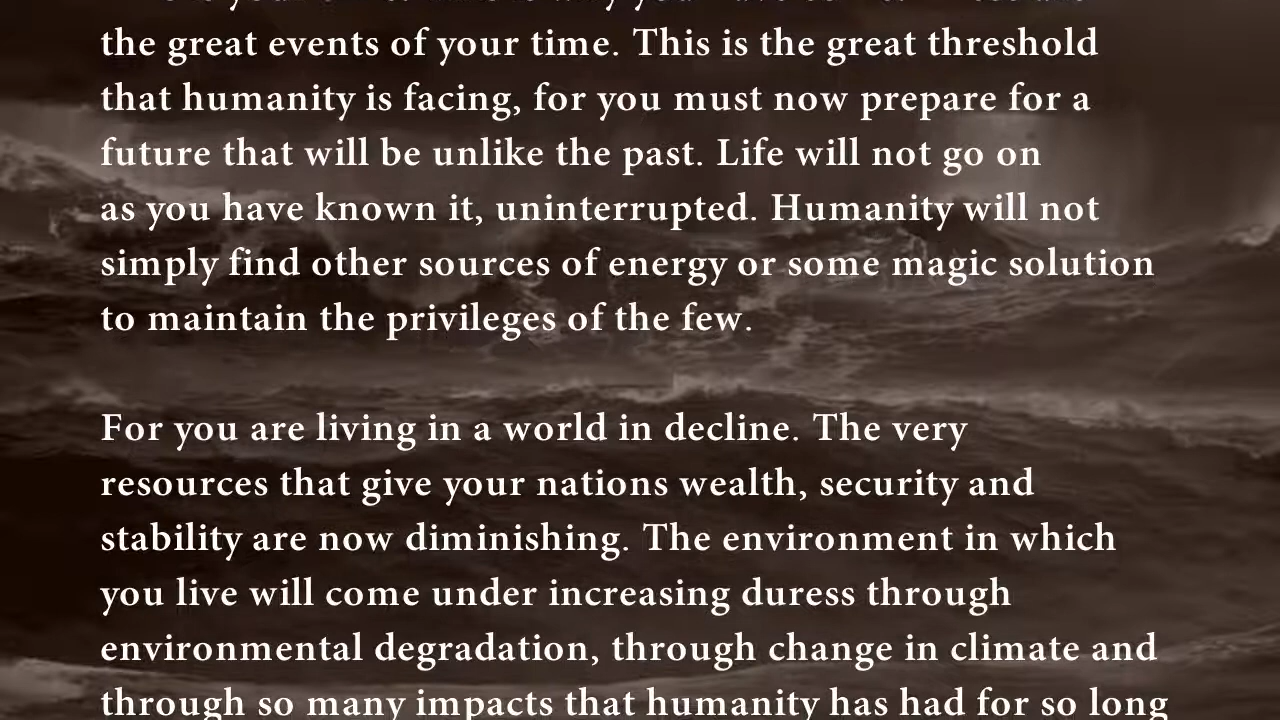 the great events of your time. This is the great threshold
that humanity is facing, for you must now prepare for a
future that will be unlike the past. Life will not go on
as you have known it, uninterrupted. Humanity will not
simply find other sources of energy or some magic solution
to maintain the privileges of the few.
For you are living in a world in decline. The very
resources that give your nations wealth, security and
stability are now diminishing. The environment in which
you live will come under increasing duress through
environmental degradation, through change in climate and
through so many impacts that humanity has had for so long